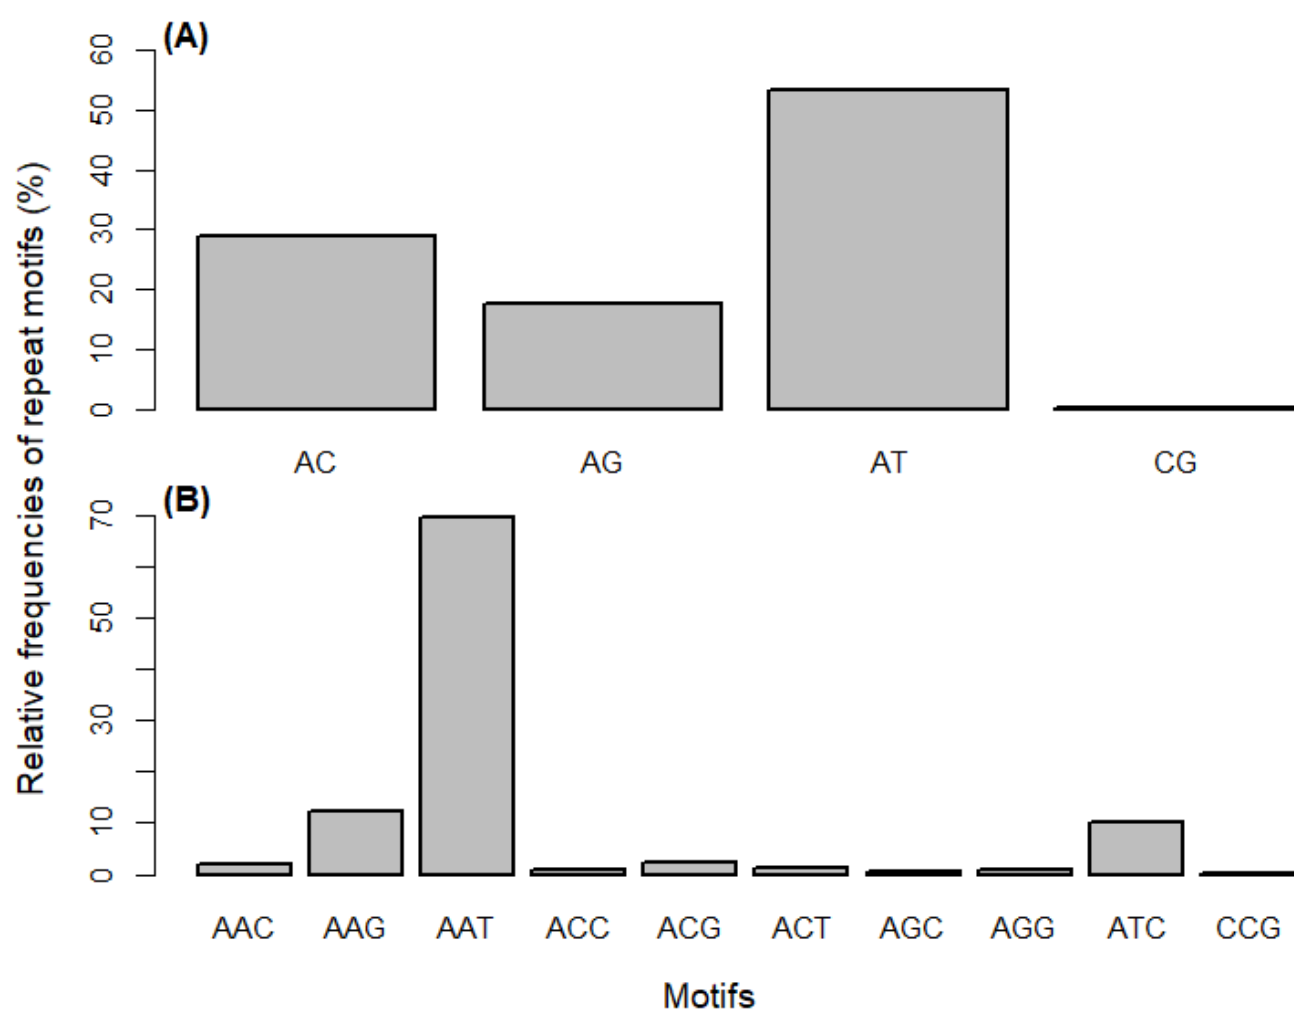 Relative frequencies of repeat motifs (%)
(A)
60
50
40
30
20
10
0
AC AG AT CG
(B)
70
50
30
10
0
AAC AAG AAT ACC ACG ACT AGC AGG ATC CCG
Motifs